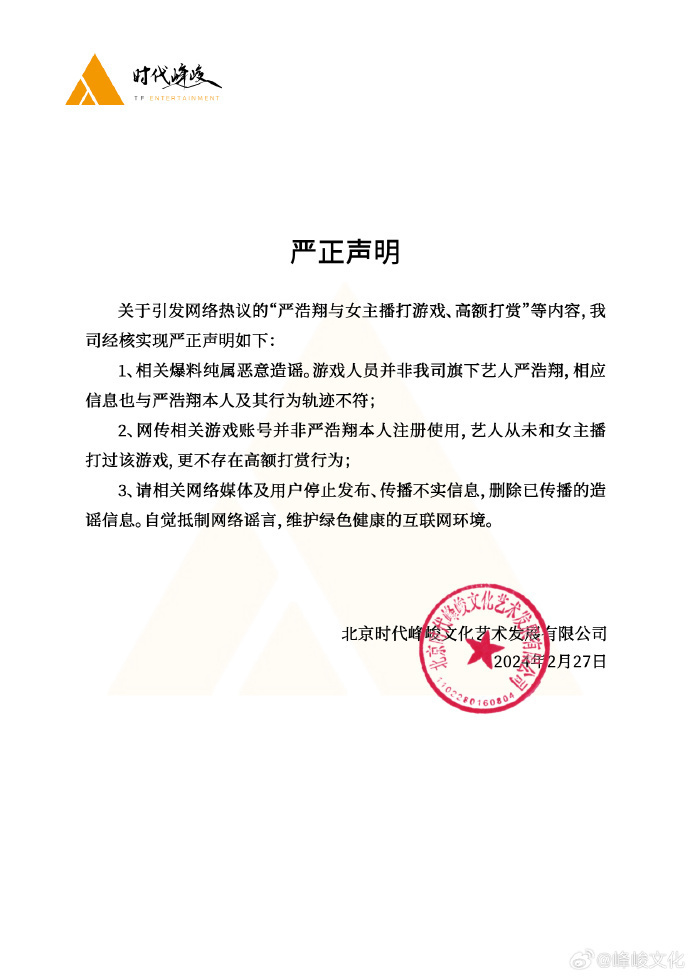 时代峰峻
TF ENTERTAINMENT
严正声明
关于引发网络热议的“严浩翔与女主播打游戏、高额打赏”等内容，我
司经核实现严正声明如下：
1、相关爆料纯属恶意造谣。游戏人员并非我司旗下艺人严浩翔，相应
信息也与严浩翔本人及其行为轨迹不符；
2、网传相关游戏账号并非严浩翔本人注册使用，艺人从未和女主播
打过该游戏，更不存在高额打赏行为；
3、请相关网络媒体及用户停止发布、传播不实信息，删除已传播的造
谣信息。自觉抵制网络谣言，维护绿色健康的互联网环境。
北京时代峰峻文化艺术发展有限公司
2024年2月27日
北京时代峰峻文化艺术发展有限公司
1102280160804
@峰峻文化